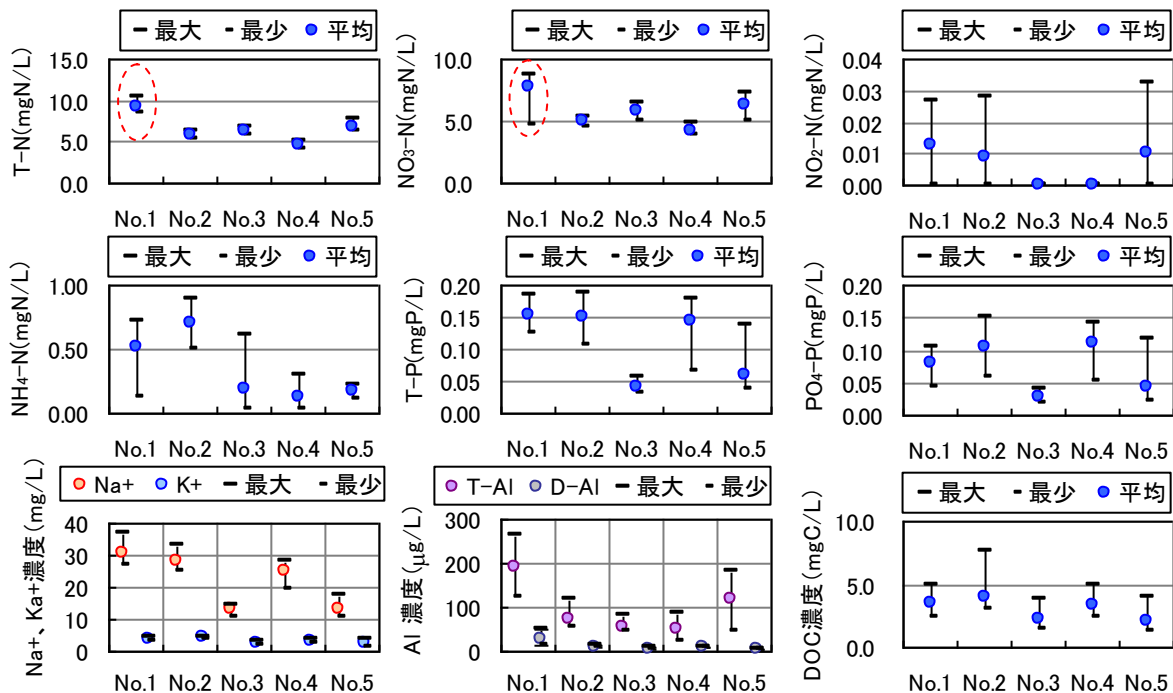 最大 最少 平均
T-N(mgN/L)
15.0
10.0
5.0
0.0
No.1 No.2 No.3 No.4 No.5
最大 最少 平均
NO₃-N(mgN/L)
10.0
5.0
0.0
No.1 No.2 No.3 No.4 No.5
最大 最少 平均
NO₂-N(mgN/L)
0.04
0.03
0.02
0.01
0.00
No.1 No.2 No.3 No.4 No.5
最大 最少 平均
NH₄-N(mgN/L)
1.00
0.50
0.00
No.1 No.2 No.3 No.4 No.5
最大 最少 平均
T-P(mgP/L)
0.20
0.15
0.10
0.05
0.00
No.1 No.2 No.3 No.4 No.5
最大 最少 平均
PO₄-P(mgP/L)
0.20
0.15
0.10
0.05
0.00
No.1 No.2 No.3 No.4 No.5
Na+ K+ 最大 最少
Na+、Ka+濃度(mg/L)
40
30
20
10
0
No.1 No.2 No.3 No.4 No.5
T-Al D-Al 最大 最少
Al 濃度(μg/L)
300
200
100
0
No.1 No.2 No.3 No.4 No.5
最大 最少 平均
DOC濃度(mgC/L)
10.0
5.0
0.0
No.1 No.2 No.3 No.4 No.5